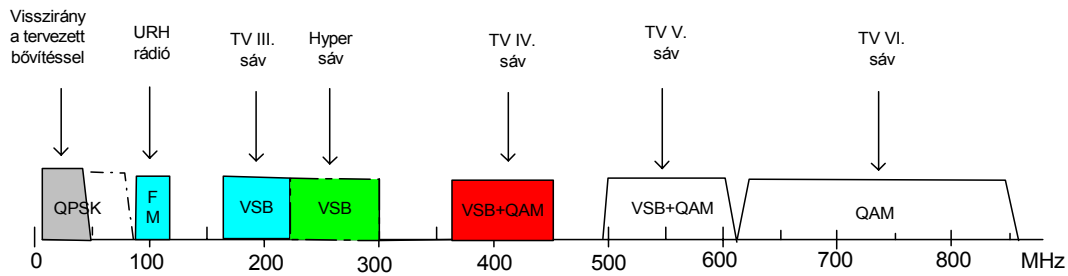 Visszirány
a tervezett
bővítéssel
URH
rádió
TV III.
sáv
Hyper
sáv
TV IV.
sáv
TV V.
sáv
TV VI.
sáv
QPSK
F
M
VSB
VSB
VSB+QAM
VSB+QAM
QAM
0 100 200 300 400 500 600 700 800 MHz